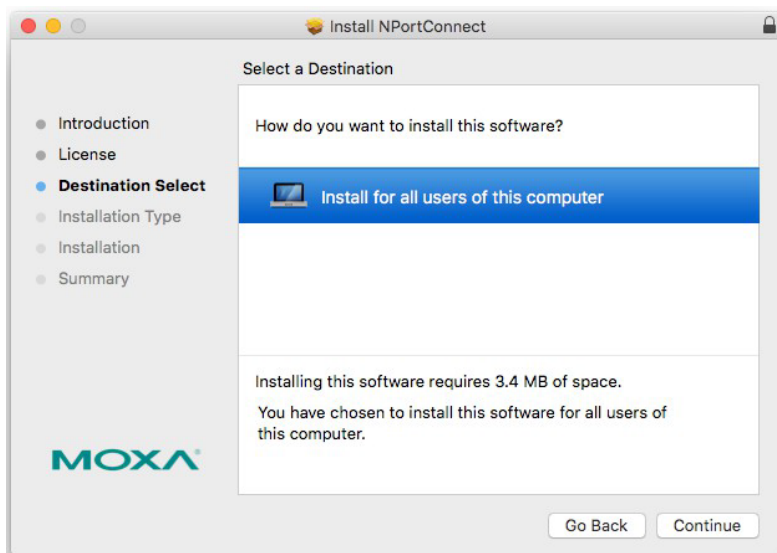 Install NPortConnect
Select a Destination
Introduction
License
Destination Select
Installation Type
Installation
Summary
How do you want to install this software?
Install for all users of this computer
Installing this software requires 3.4 MB of space.
You have chosen to install this software for all users of
this computer.
MOXA®
Go Back
Continue